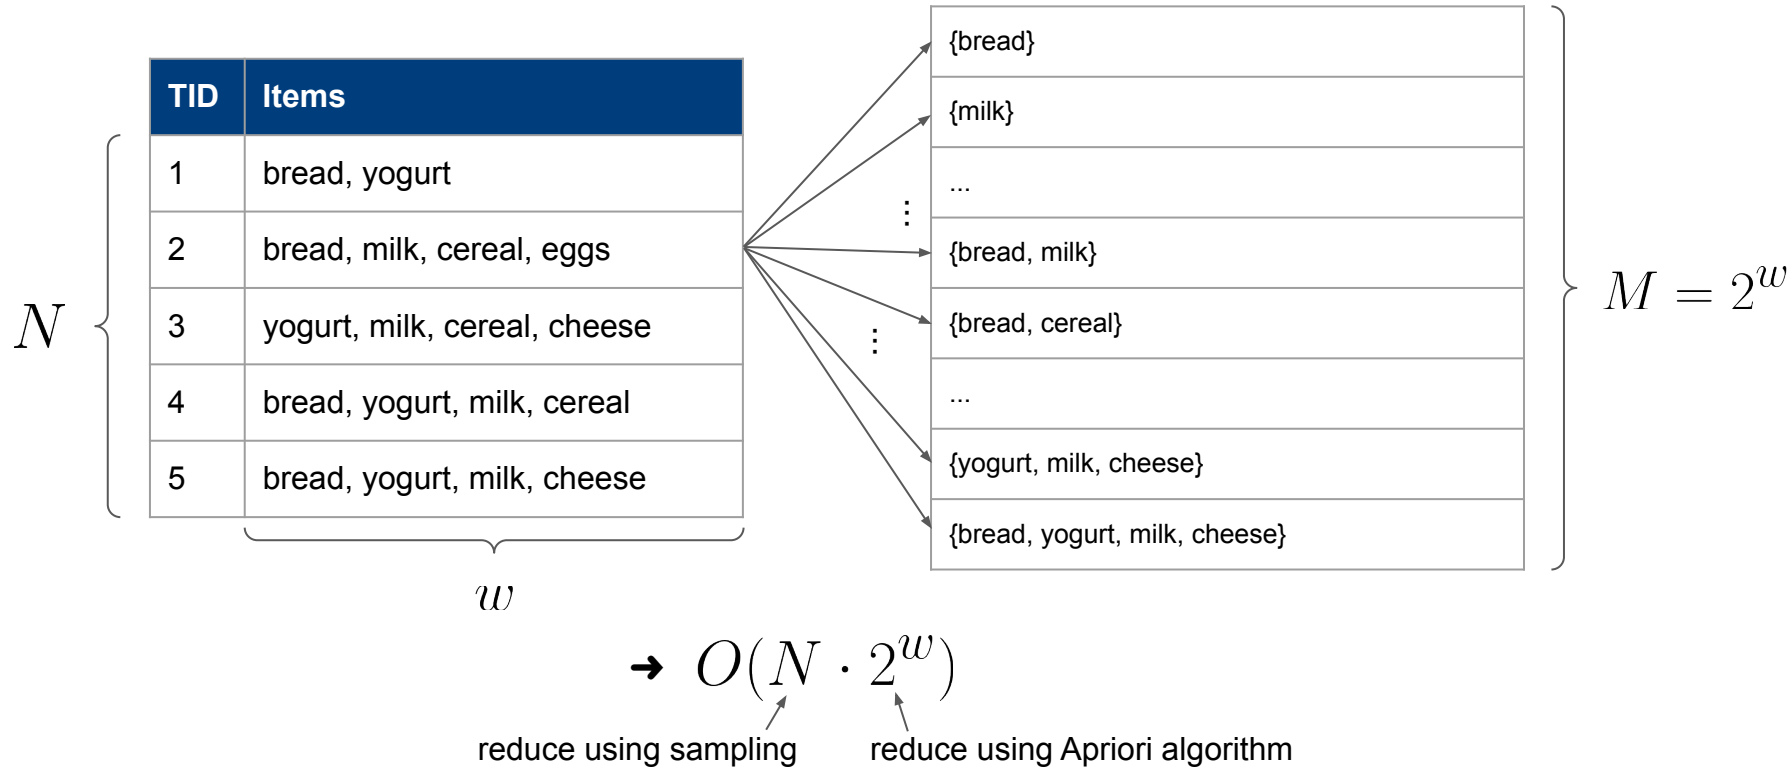 TID Items
1 bread, yogurt
2 bread, milk, cereal, eggs
3 yogurt, milk, cereal, cheese
4 bread, yogurt, milk, cereal
5 bread, yogurt, milk, cheese
N
w
{bread}
{milk}
...
{bread, milk}
{bread, cereal}
...
{yogurt, milk, cheese}
{bread, yogurt, milk, cheese}
...
...
M = 2^w
➜ O(N · 2^w)
reduce using sampling
reduce using Apriori algorithm